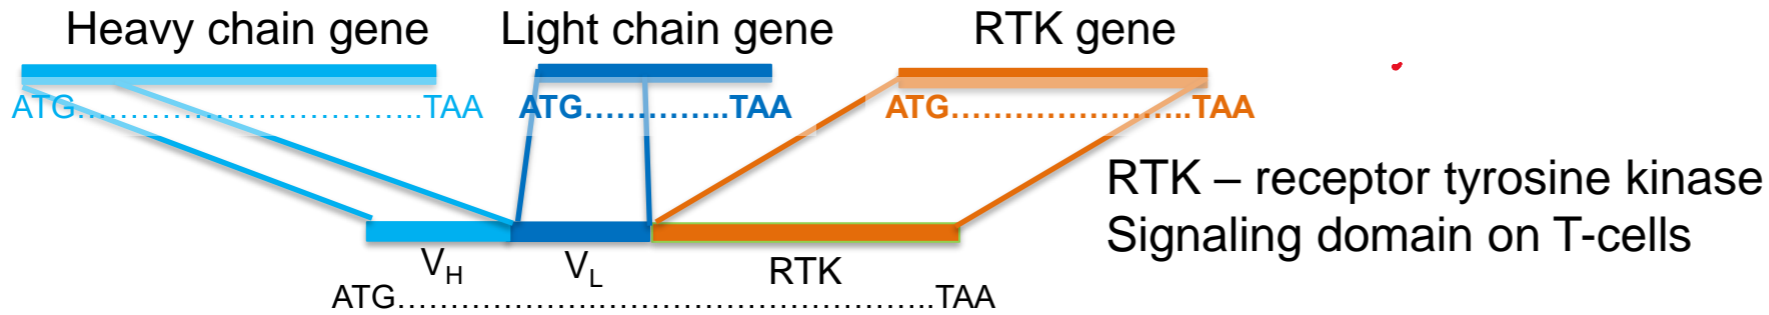 Heavy chain gene Light chain gene RTK gene
ATG……………………………..TAA ATG…………..TAA ATG…………………..TAA
RTK – receptor tyrosine kinase
Signaling domain on T-cells
VH VL RTK
ATG…………………………………………………..TAA